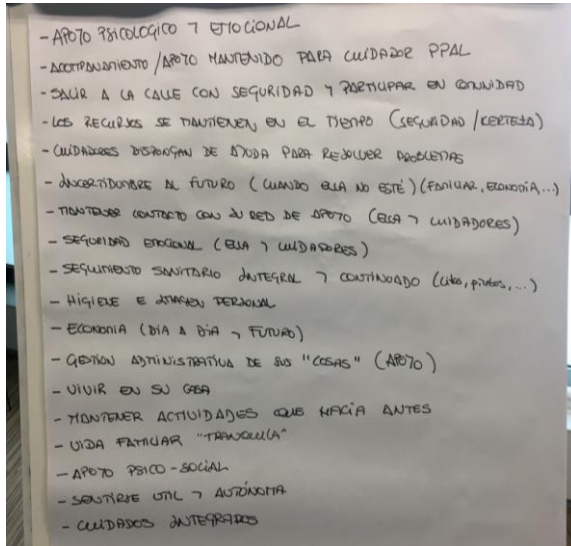 - APOYO PSICOLOGICO Y EMOCIONAL
- ACOMPAÑAMIENTO / APOYO MANTENIDO PARA CUIDADOR PPAL
- SALIR A LA CALLE CON SEGURIDAD Y PARTICIPAR EN COMUNIDAD
- LOS RECURSOS SE MANTIENEN EN EL TIEMPO (SEGURIDAD / CERTEZA)
- CUIDADORES DISPONGAN DE AYUDA PARA RESOLVER PROBLEMAS
- INCERTIDUMBRE AL FUTURO (CUANDO ELLA NO ESTÉ) (FAMILIAR, ECONOMÍA...)
- MANTENER CONTACTO CON SU RED DE APOYO (ELLA Y CUIDADORES)
- SEGURIDAD EMOCIONAL (ELLA Y CUIDADORES)
- SEGUIMIENTO SANITARIO INTEGRAL Y CONTINUADO (citas, ...)
- HIGIENE E IMAGEN PERSONAL
- ECONOMIA (DIA A DIA Y FUTURO)
- GESTION ADMINISTRATIVA DE SUS "COSAS" (APOYO)
- VIVIR EN SU CASA
- MANTENER ACTIVIDADES QUE HACIA ANTES
- VIDA FAMILIAR "TRANQUILA"
- APOYO PSICO-SOCIAL
- SENTIRSE UTIL Y AUTÓNOMA
- CUIDADOS INTEGRADOS